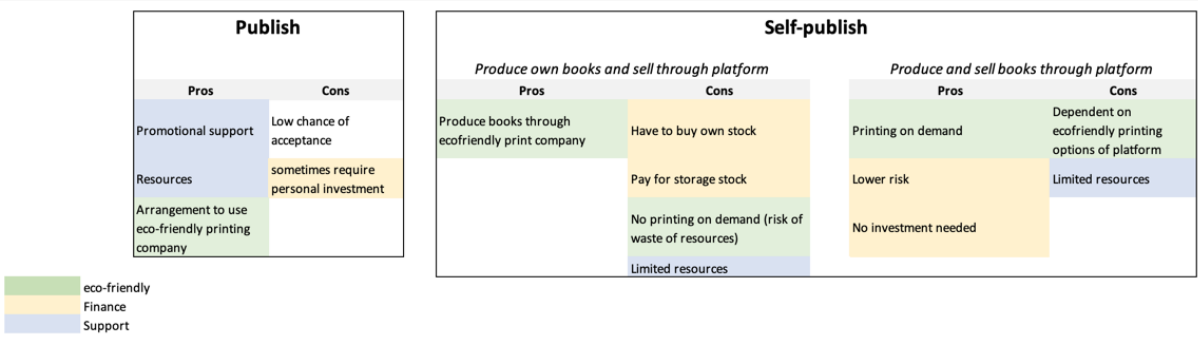 Publish
Pros
Cons
Promotional support
Low chance of
acceptance
Resources
sometimes require
personal investment
Arrangement to use
eco-friendly printing
company
Self-publish
Produce own books and sell through platform
Pros
Cons
Produce books through
ecofriendly print company
Have to buy own stock
Pay for storage stock
No printing on demand (risk of
waste of resources)
Limited resources
Produce and sell books through platform
Pros
Cons
Printing on demand
Dependent on
ecofriendly printing
options of platform
Lower risk
Limited resources
No investment needed
eco-friendly
Finance
Support